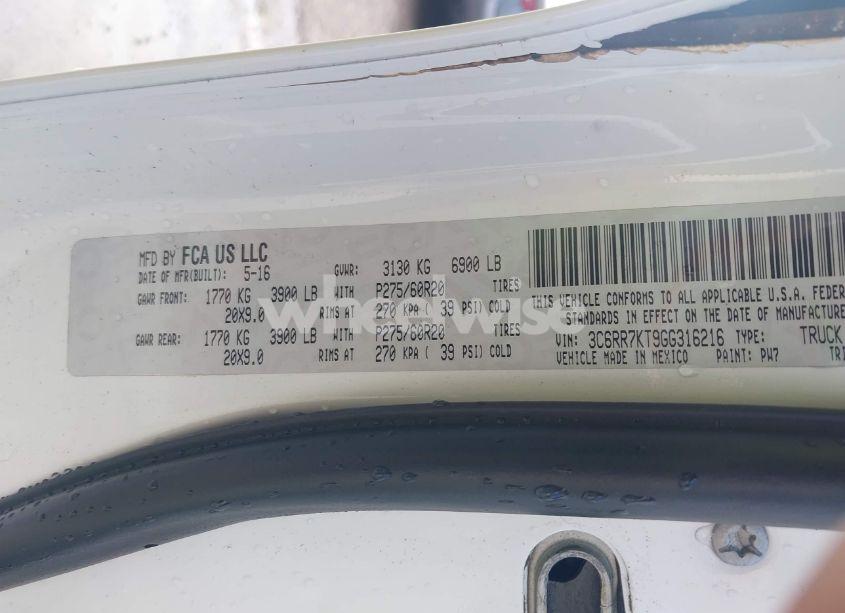 MFD BY FCA US LLC
DATE OF MFR(BUILT): 5-16
GVWR: 3130 KG 6900 LB
GAWR FRONT: 1770 KG 3900 LB WITH P275/60R20 TIRES
20X9.0 RIMS AT 270 KPA ( 39 PSI) COLD
GAWR REAR: 1770 KG 3900 LB WITH P275/60R20 TIRES
20X9.0 RIMS AT 270 KPA ( 39 PSI) COLD
THIS VEHICLE CONFORMS TO ALL APPLICABLE U.S.A. FEDER
STANDARDS IN EFFECT ON THE DATE OF MANUFACTUR
VIN: 3C6RR7KT9GG316216 TYPE: TRUCK
VEHICLE MADE IN MEXICO PAINT: PW7 TRI
wheelwise